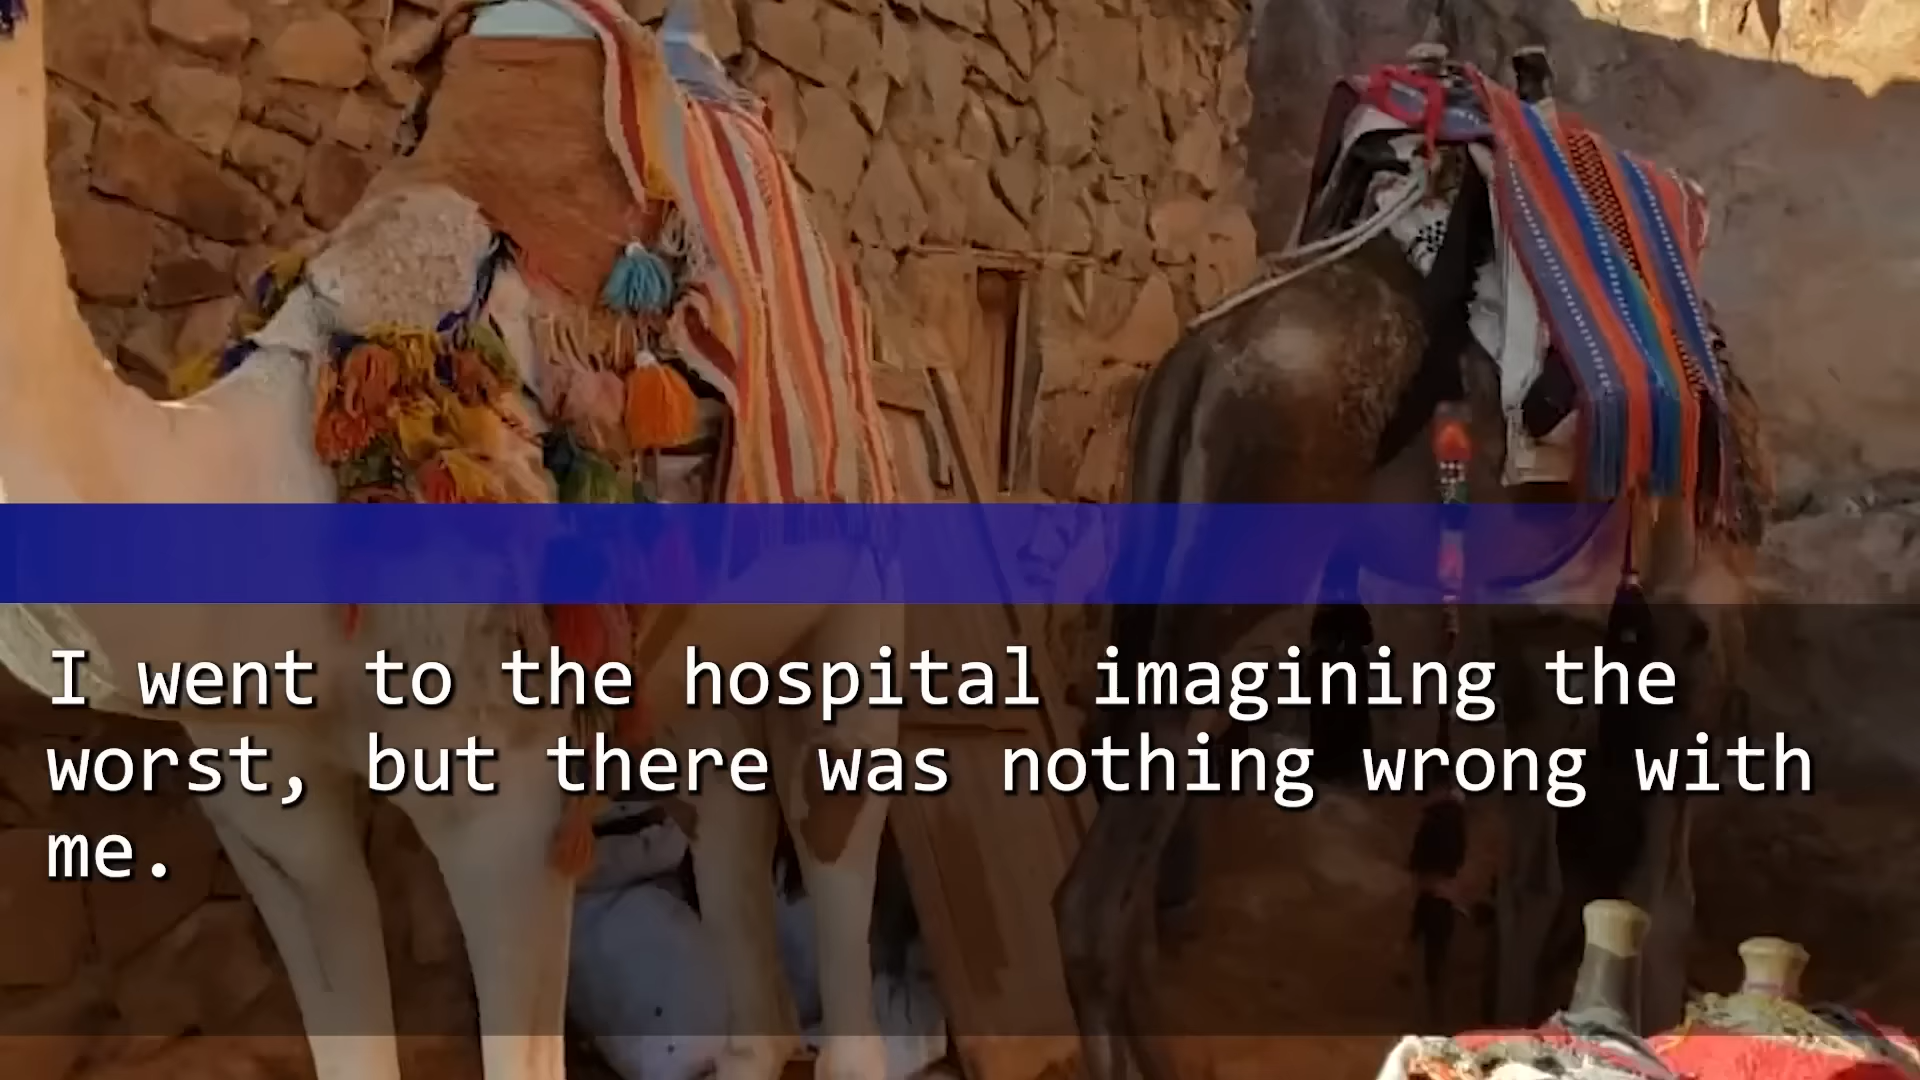 I went to the hospital imagining the
worst, but there was nothing wrong with
me.